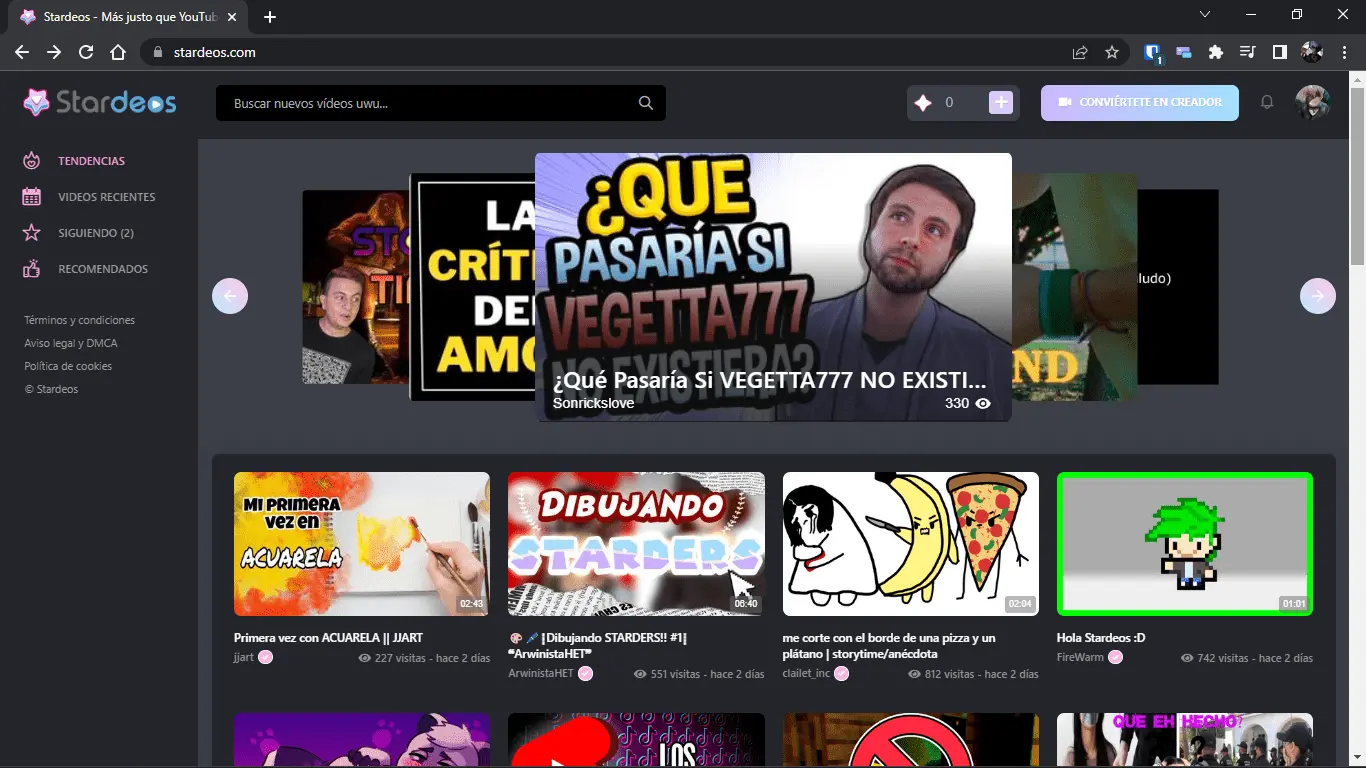 Stardeos - Más justo que YouTub
stardeos.com
1
Stardeos
Buscar nuevos vídeos uwu...
0
CONVIÉRTETE EN CREADOR
TENDENCIAS
VIDEOS RECIENTES
SIGUIENDO (2)
RECOMENDADOS
Términos y condiciones
Aviso legal y DMCA
Política de cookies
© Stardeos
LA
CRÍT
DE
AMO
¿QUE
PASARÍA SI
VEGETTA777
NO EXISTIERA?
¿Qué Pasaría Si VEGETTA777 NO EXISTI...
Sonrickslove
330
ND
ludo)
MI PRIMERA
VEZ EN
ACUARELA
02:43
Primera vez con ACUARELA || JJART
jjart
227 visitas - hace 2 días
DIBUJANDO
STARDERS
06:40
🎨 🖌️ ¦Dibujando STARDERS!! #1¦
❝ArwinistaHET❞
ArwinistaHET
551 visitas - hace 2 días
02:04
me corte con el borde de una pizza y un
plátano | storytime/anécdota
clailet_inc
812 visitas - hace 2 días
01:01
Hola Stardeos :D
FireWarm
742 visitas - hace 2 días
LOS
QUE EH HECHO?